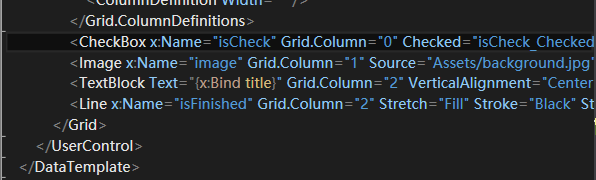 <ColumnDefinition Width="*"/>
</Grid.ColumnDefinitions>
<CheckBox x:Name="isCheck" Grid.Column="0" Checked="isCheck_Checked
<Image x:Name="image" Grid.Column="1" Source="Assets/background.jpg"
<TextBlock Text="{x:Bind title}" Grid.Column="2" VerticalAlignment="Center
<Line x:Name="isFinished" Grid.Column="2" Stretch="Fill" Stroke="Black" St
</Grid>
</UserControl>
</DataTemplate>